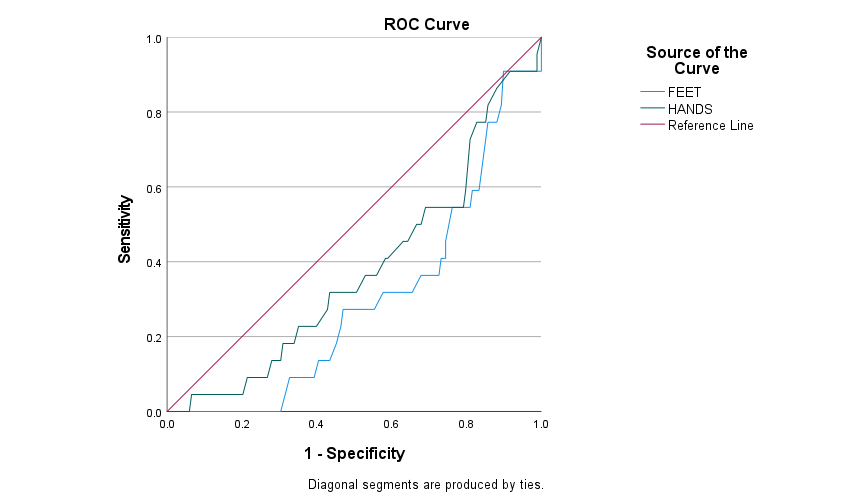 ROC Curve
Source of the
Curve
FEET
HANDS
Reference Line
Sensitivity
1.0
0.8
0.6
0.4
0.2
0.0
0.0 0.2 0.4 0.6 0.8 1.0
1 - Specificity
Diagonal segments are produced by ties.